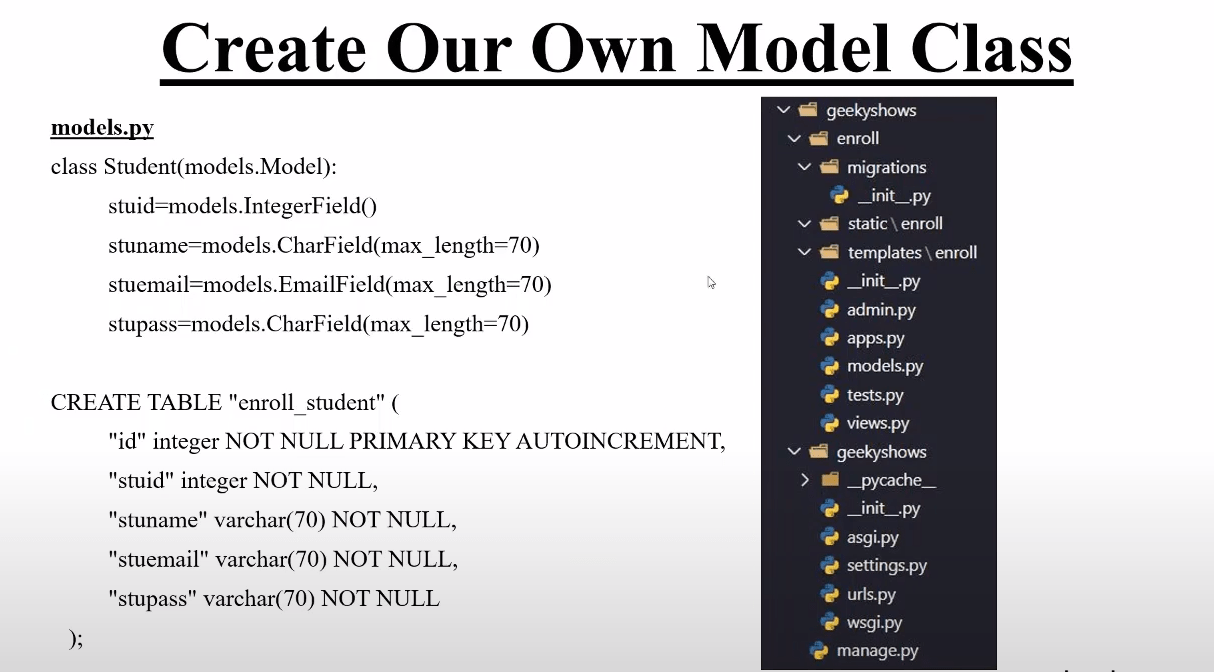 Create Our Own Model Class
models.py
class Student(models.Model):
stuid=models.IntegerField()
stuname=models.CharField(max_length=70)
stuemail=models.EmailField(max_length=70)
stupass=models.CharField(max_length=70)
CREATE TABLE "enroll_student" (
"id" integer NOT NULL PRIMARY KEY AUTOINCREMENT,
"stuid" integer NOT NULL,
"stuname" varchar(70) NOT NULL,
"stuemail" varchar(70) NOT NULL,
"stupass" varchar(70) NOT NULL
);
geekyshows
enroll
migrations
__init__.py
static\enroll
templates\enroll
__init__.py
admin.py
apps.py
models.py
tests.py
views.py
geekyshows
__pycache__
__init__.py
asgi.py
settings.py
urls.py
wsgi.py
manage.py